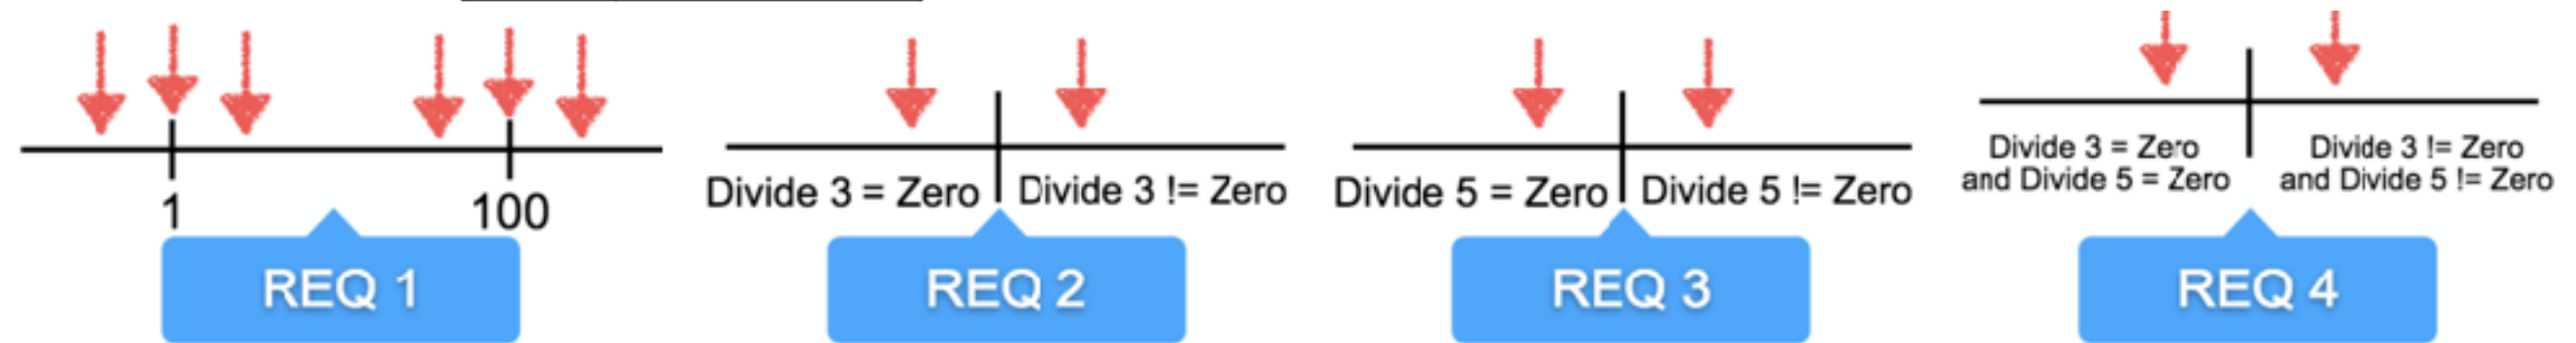 1
100
REQ 1
Divide 3 = Zero
Divide 3 != Zero
REQ 2
Divide 5 = Zero
Divide 5 != Zero
REQ 3
Divide 3 = Zero
and Divide 5 = Zero
Divide 3 != Zero
and Divide 5 != Zero
REQ 4